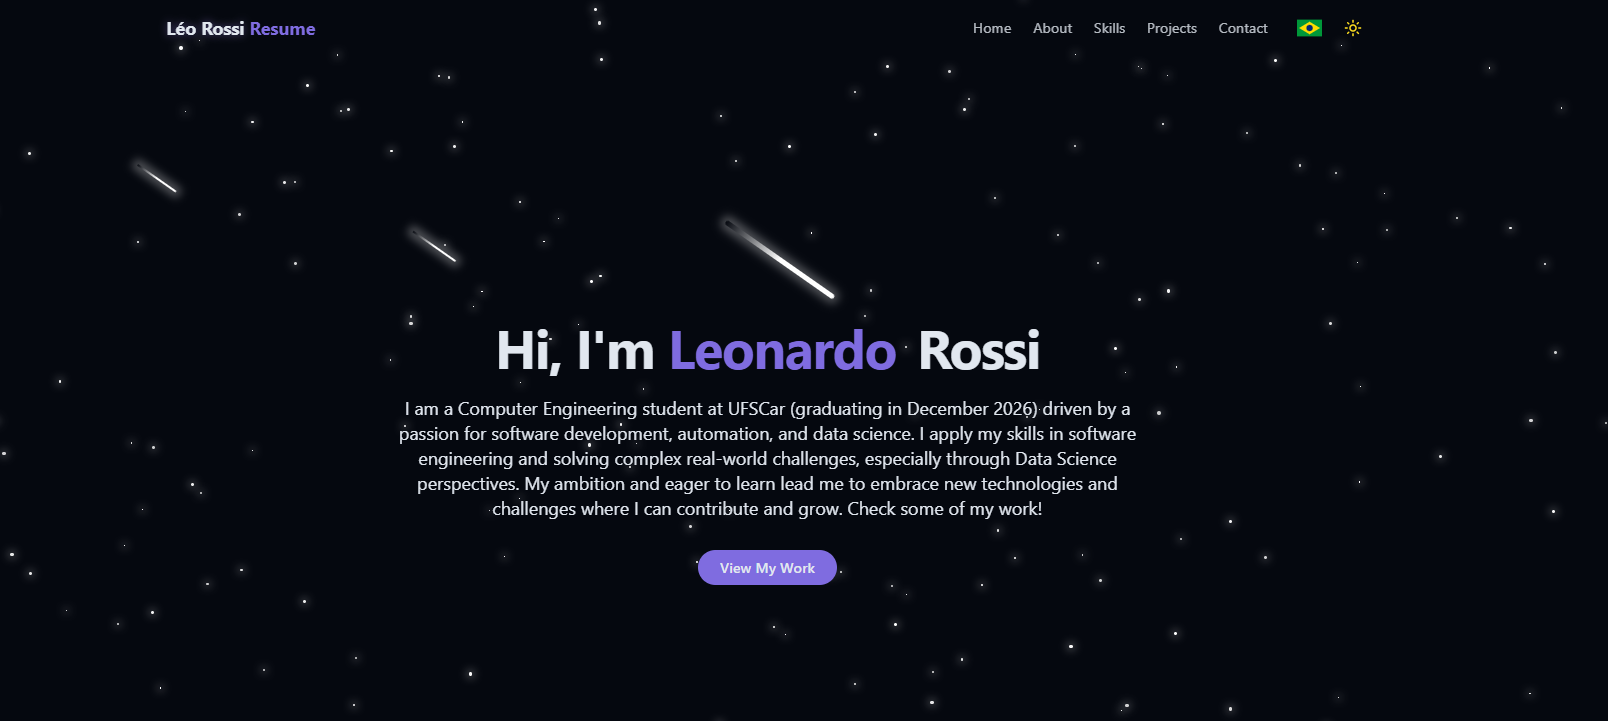 Léo Rossi Resume
Home About Skills Projects Contact
Hi, I'm Leonardo Rossi
I am a Computer Engineering student at UFSCar (graduating in December 2026) driven by a
passion for software development, automation, and data science. I apply my skills in software
engineering and solving complex real-world challenges, especially through Data Science
perspectives. My ambition and eager to learn lead me to embrace new technologies and
challenges where I can contribute and grow. Check some of my work!
View My Work